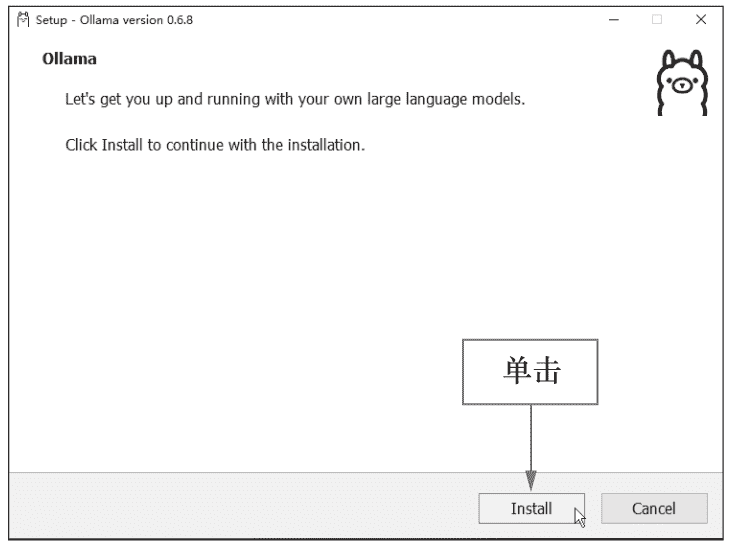 Setup - Ollama version 0.6.8
Ollama
Let's get you up and running with your own large language models.
Click Install to continue with the installation.
单击
Install
Cancel